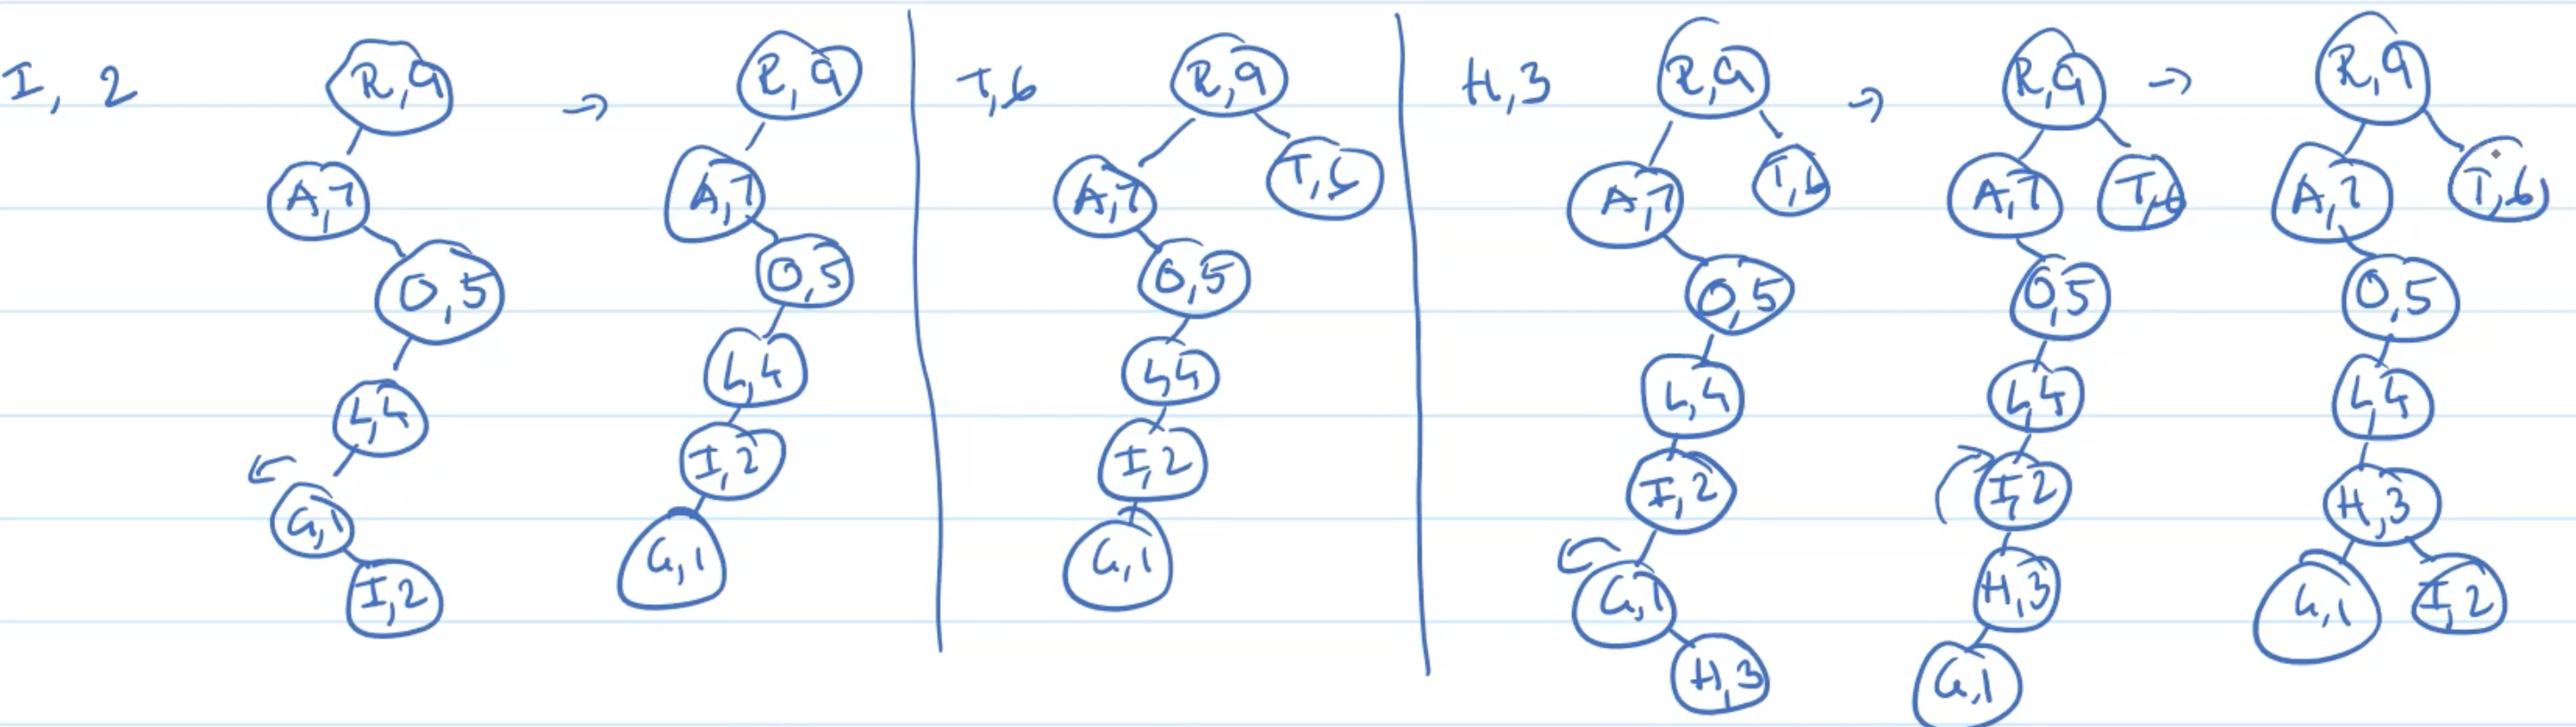 I, 2
R,9
A,7
O,5
L,4
G,1
I,2
→
R,9
A,7
O,5
L,4
I,2
G,1
T,6
R,9
A,7
T,6
O,5
L,4
I,2
G,1
H,3
R,9
A,7
T,6
O,5
L,4
I,2
G,1
H,3
→
R,9
A,7
T,6
O,5
L,4
I,2
H,3
G,1
→
R,9
A,7
T,6
O,5
L,4
H,3
G,1
I,2